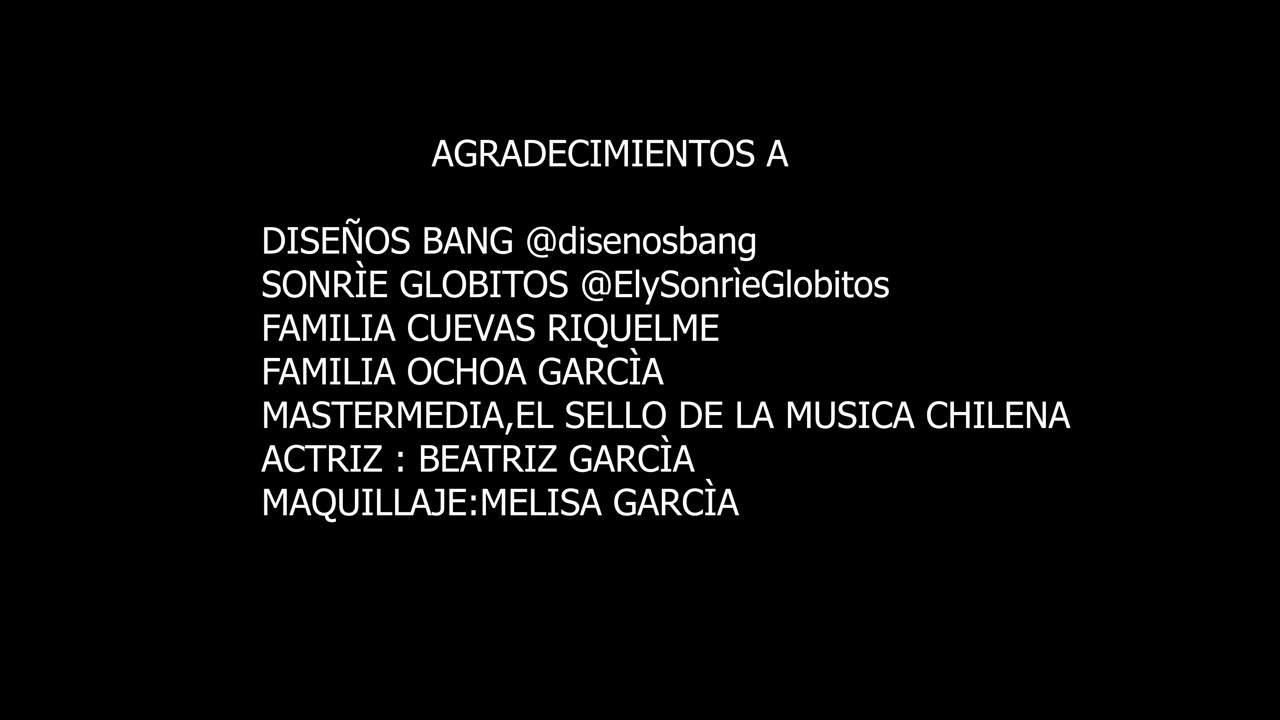 AGRADECIMIENTOS A
DISEÑOS BANG @disenosbang
SONRÌE GLOBITOS @ElySonrìeGlobitos
FAMILIA CUEVAS RIQUELME
FAMILIA OCHOA GARCÌA
MASTERMEDIA,EL SELLO DE LA MUSICA CHILENA
ACTRIZ : BEATRIZ GARCÌA
MAQUILLAJE:MELISA GARCÌA